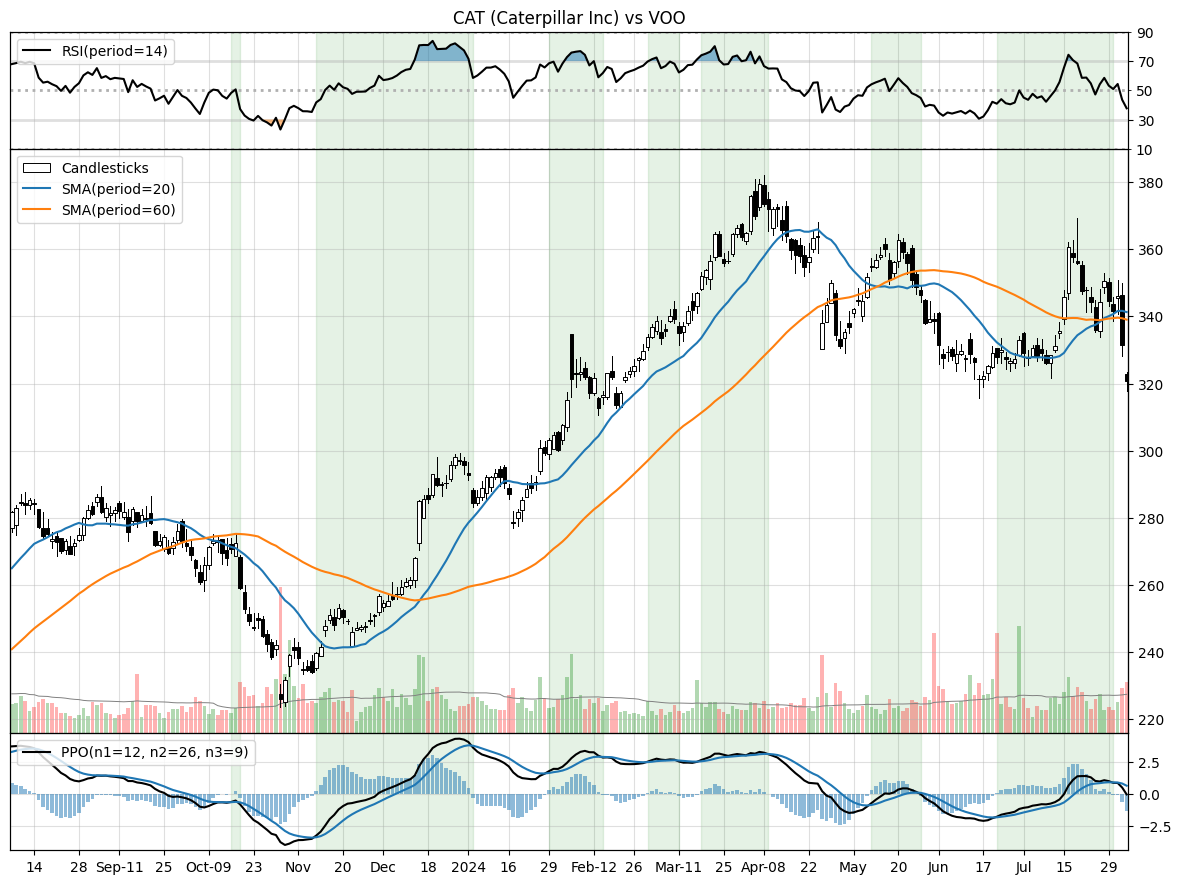 CAT (Caterpillar Inc) vs VOO
RSI(period=14)
90
70
50
30
10
Candlesticks
SMA(period=20)
SMA(period=60)
380
360
340
320
300
280
260
240
220
PPO(n1=12, n2=26, n3=9)
2.5
0.0
−2.5
14 28 Sep-11 25 Oct-09 23 Nov 20 Dec 18 2024 16 29 Feb-12 26 Mar-11 25 Apr-08 22 May 20 Jun 17 Jul 15 29